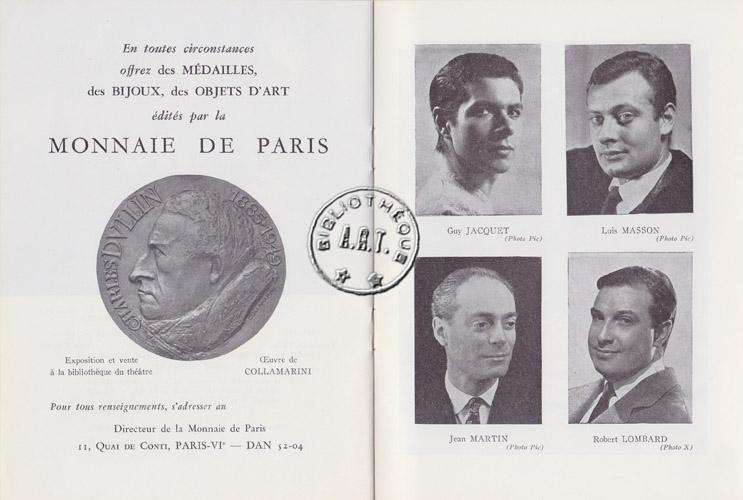 En toutes circonstances
offrez des MÉDAILLES,
des BIJOUX, des OBJETS D'ART
édités par la
MONNAIE DE PARIS
CHARLES DVLLIN 1885-1949
Exposition et vente
à la bibliothèque du théâtre
Œuvre de
COLLAMARINI
Pour tous renseignements, s'adresser au
Directeur de la Monnaie de Paris
11, QUAI DE CONTI, PARIS-VIe — DAN 52-04
BIBLIOTHÈQUE
A.R.T.
Guy JACQUET
(Photo Pic)
Luis MASSON
(Photo Pic)
Jean MARTIN
(Photo Pic)
Robert LOMBARD
(Photo X)